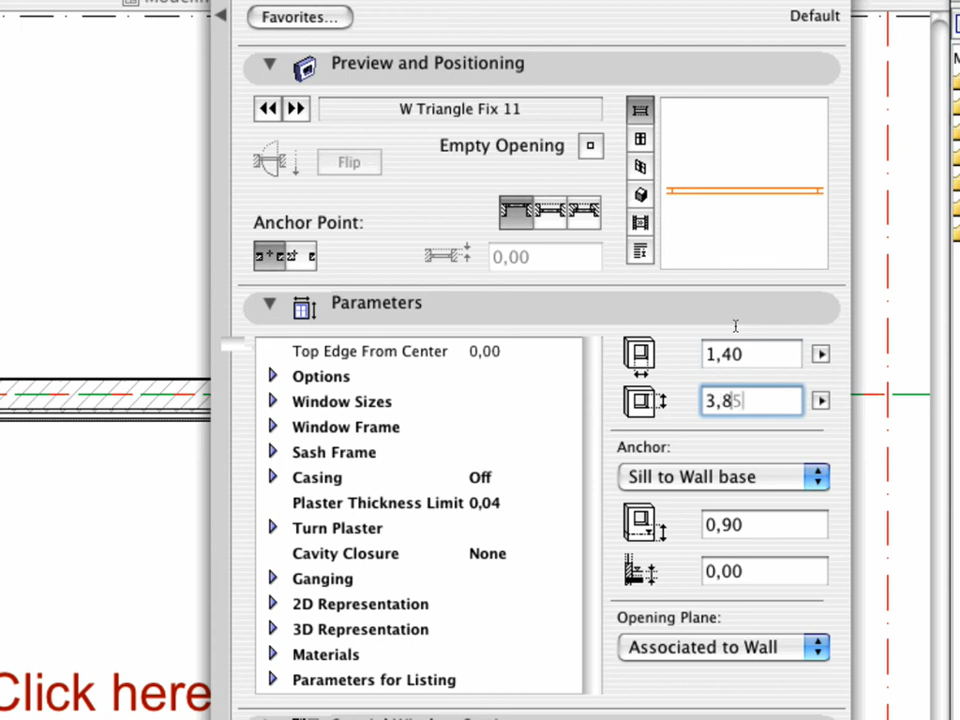 Favorites...
Default
Preview and Positioning
W Triangle Fix 11
Empty Opening
Flip
Anchor Point:
0,00
Parameters
Top Edge From Center 0,00
Options
Window Sizes
Window Frame
Sash Frame
Casing Off
Plaster Thickness Limit 0,04
Turn Plaster
Cavity Closure None
Ganging
2D Representation
3D Representation
Materials
Parameters for Listing
1,40
3,85
Anchor:
Sill to Wall base
0,90
0,00
Opening Plane:
Associated to Wall
Click here